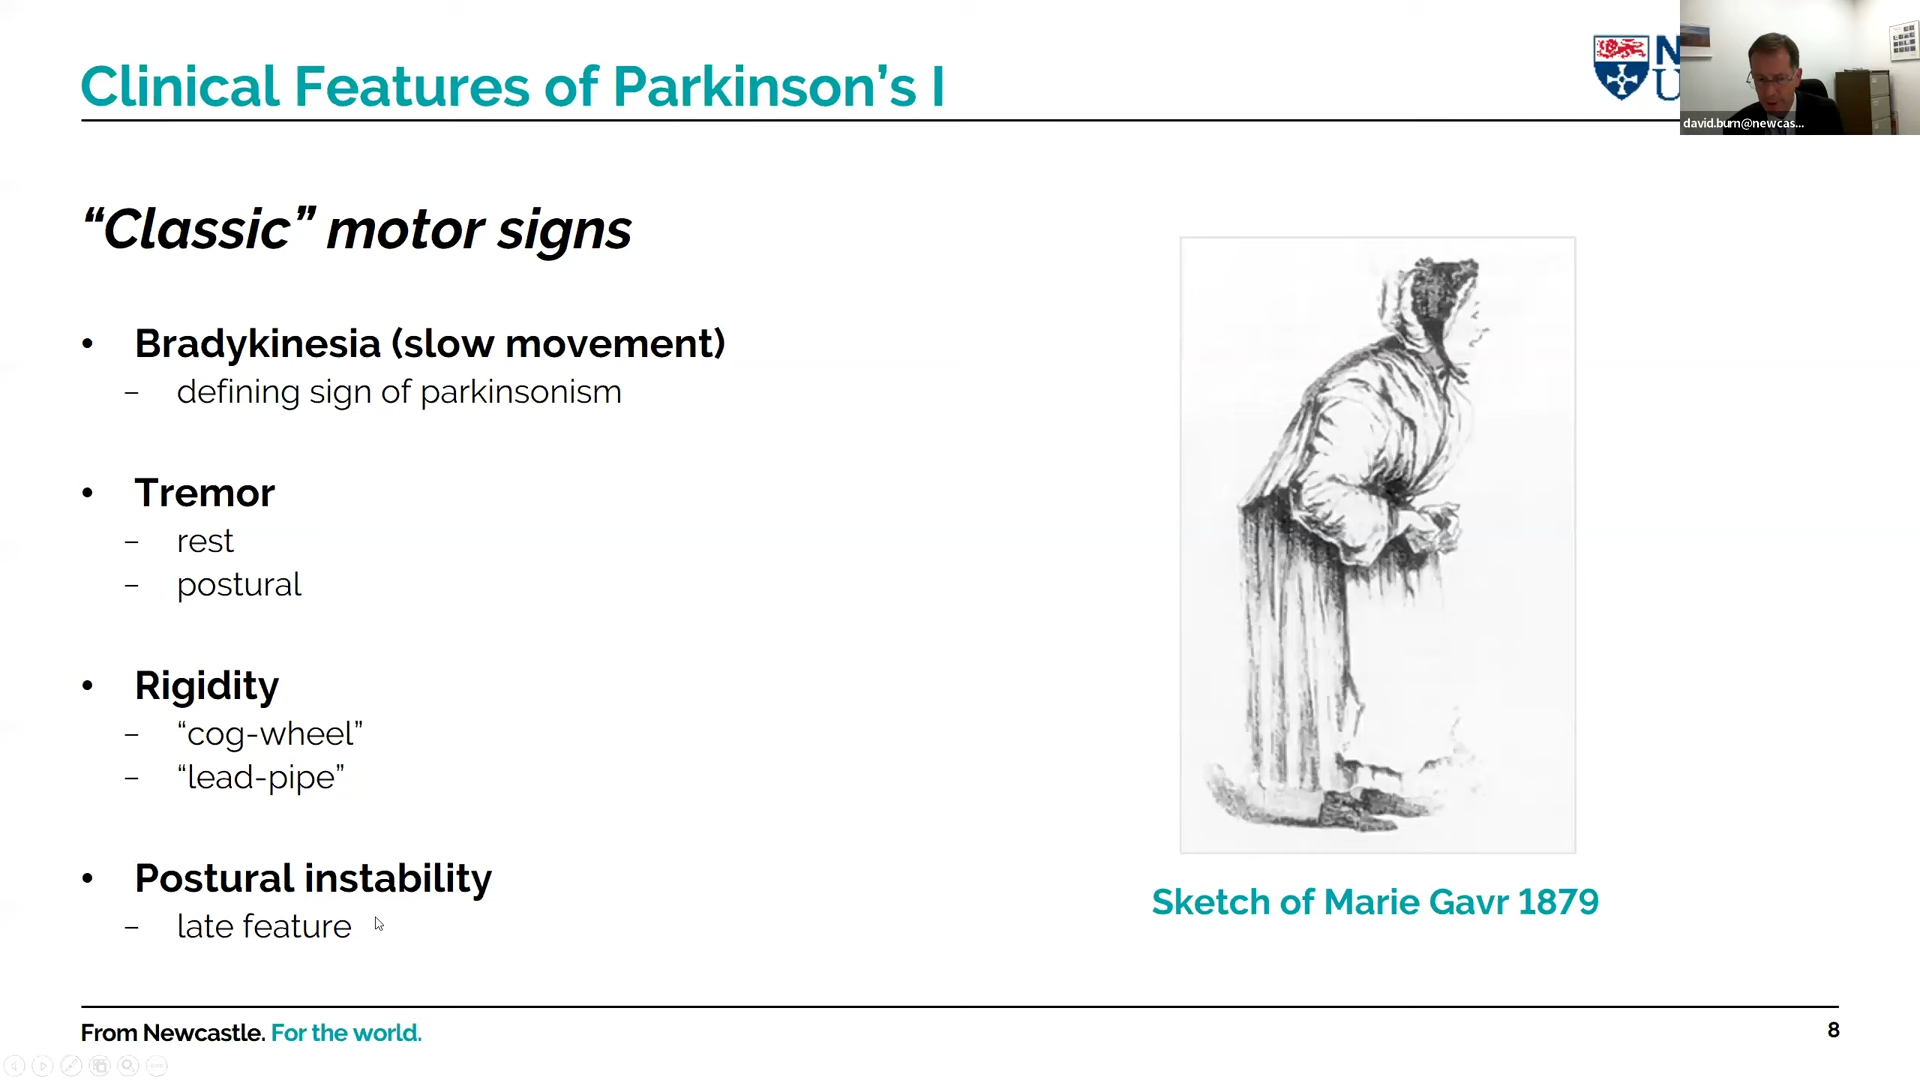 Clinical Features of Parkinson’s I
N
U
david.burn@newcas...
“Classic” motor signs
• Bradykinesia (slow movement)
– defining sign of parkinsonism
• Tremor
– rest
– postural
• Rigidity
– “cog-wheel”
– “lead-pipe”
• Postural instability
– late feature
Sketch of Marie Gavr 1879
From Newcastle. For the world.
8